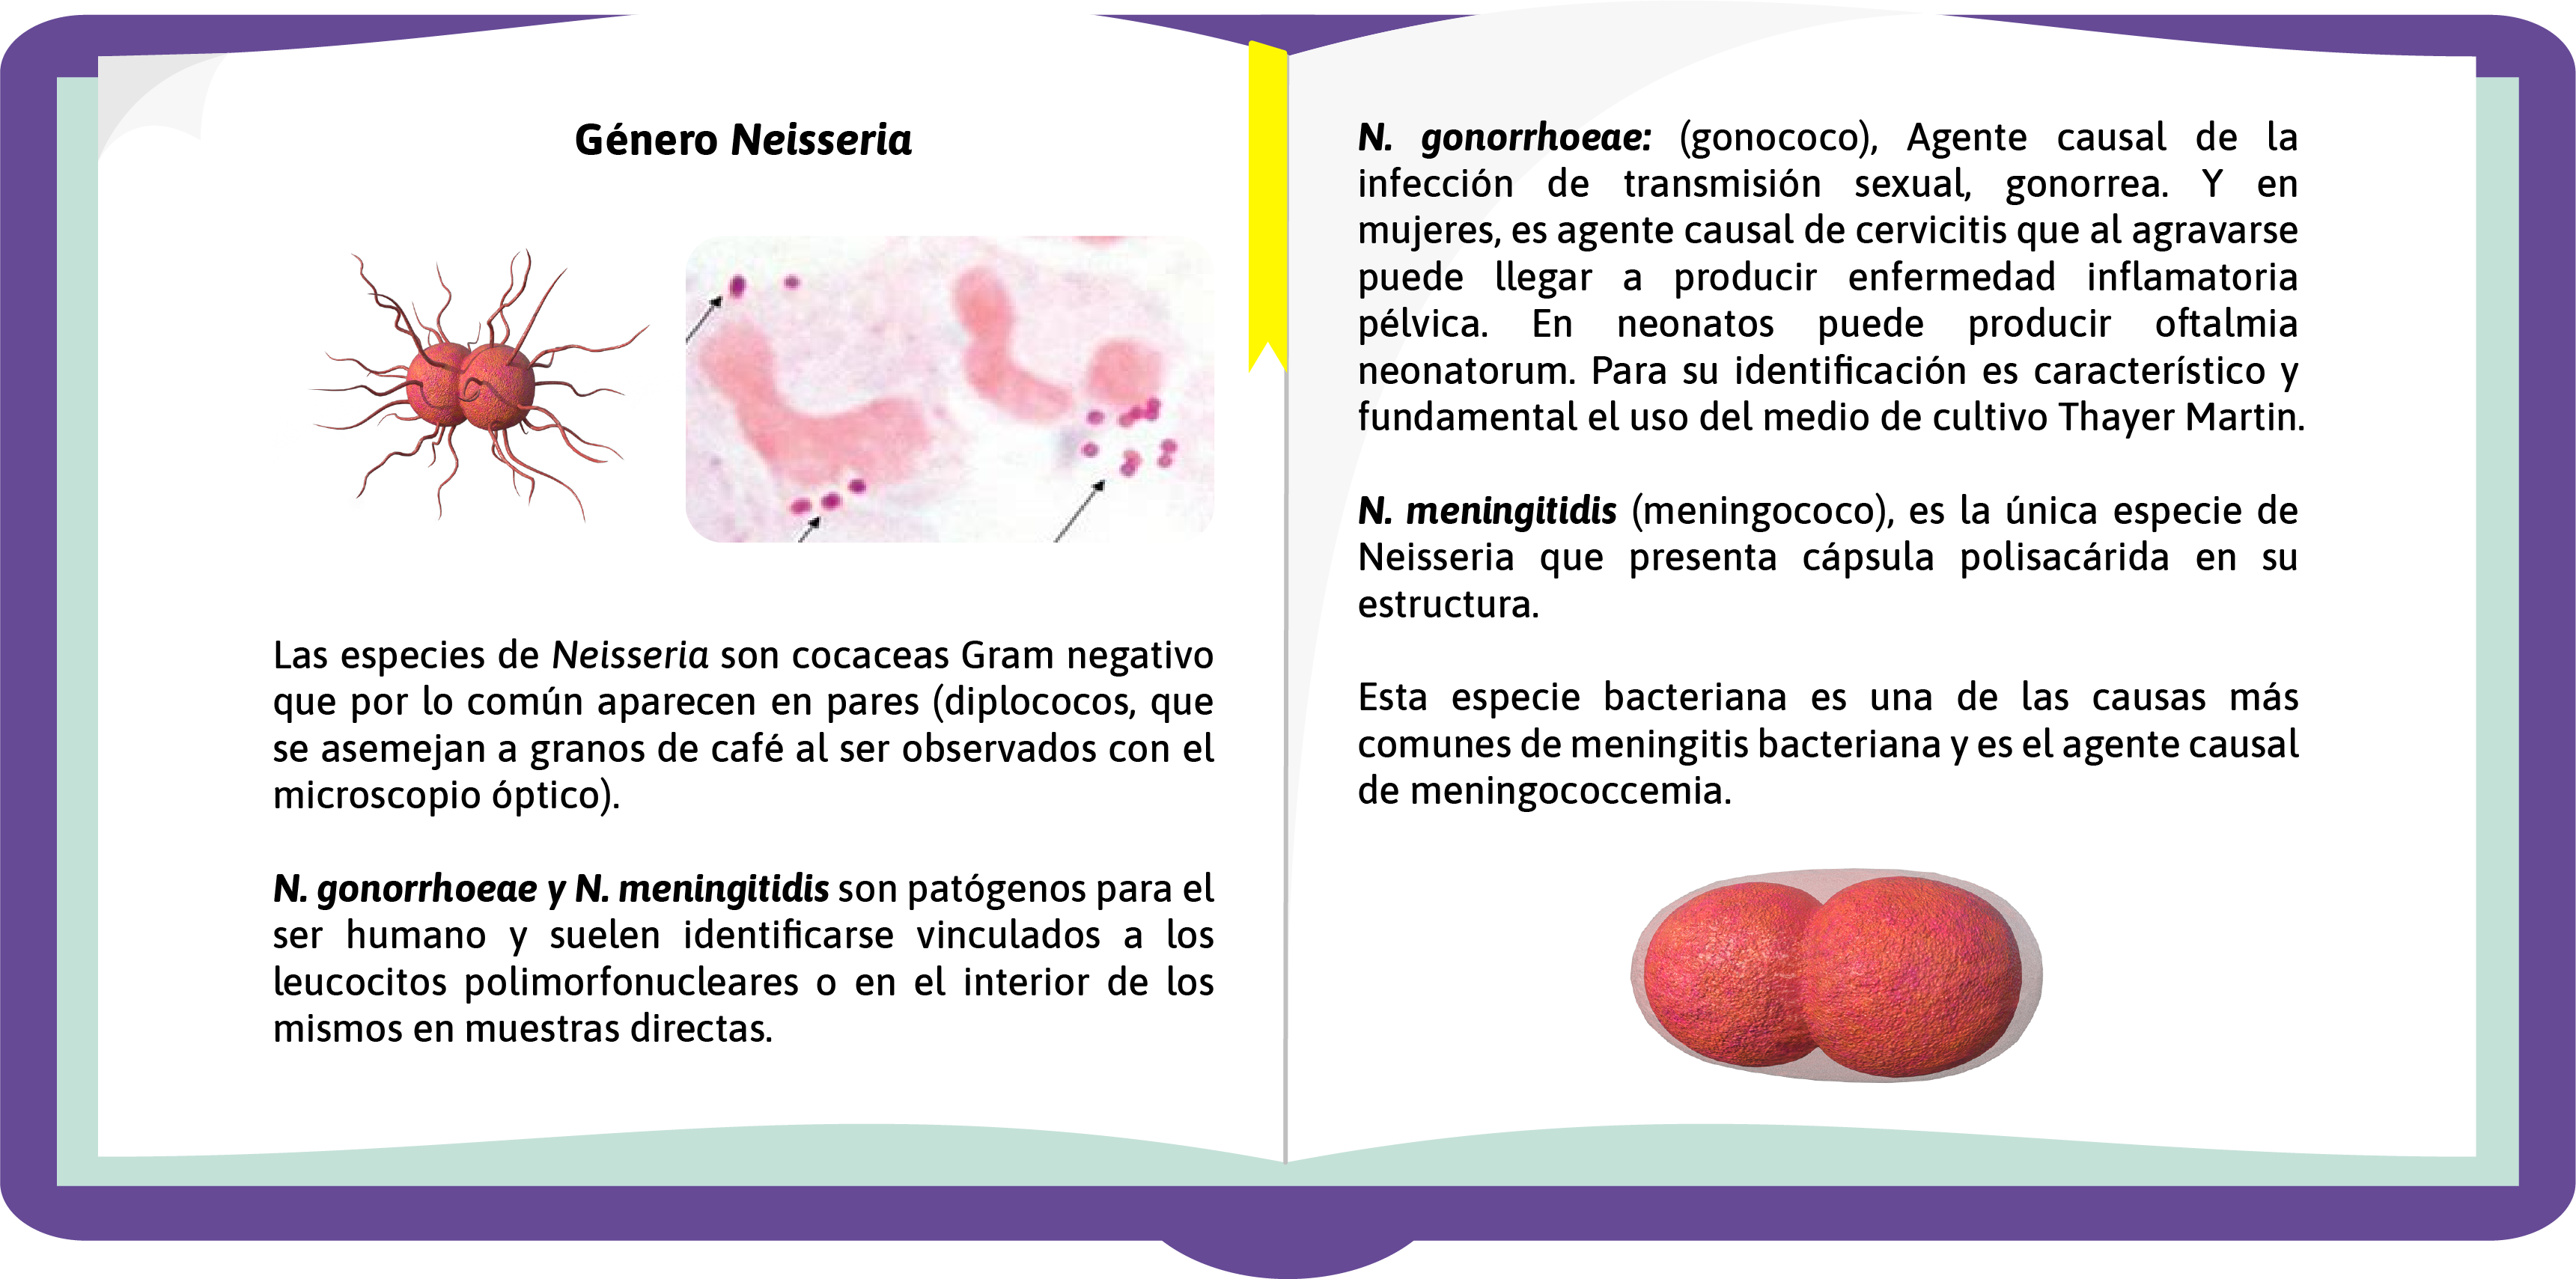 Género Neisseria
Las especies de Neisseria son cocaceas Gram negativo
que por lo común aparecen en pares (diplococos, que
se asemejan a granos de café al ser observados con el
microscopio óptico).
N. gonorrhoeae y N. meningitidis son patógenos para el
ser humano y suelen identificarse vinculados a los
leucocitos polimorfonucleares o en el interior de los
mismos en muestras directas.
N. gonorrhoeae: (gonococo), Agente causal de la
infección de transmisión sexual, gonorrea. Y en
mujeres, es agente causal de cervicitis que al agravarse
puede llegar a producir enfermedad inflamatoria
pélvica. En neonatos puede producir oftalmia
neonatorum. Para su identificación es característico y
fundamental el uso del medio de cultivo Thayer Martin.
N. meningitidis (meningococo), es la única especie de
Neisseria que presenta cápsula polisacárida en su
estructura.
Esta especie bacteriana es una de las causas más
comunes de meningitis bacteriana y es el agente causal
de meningococcemia.